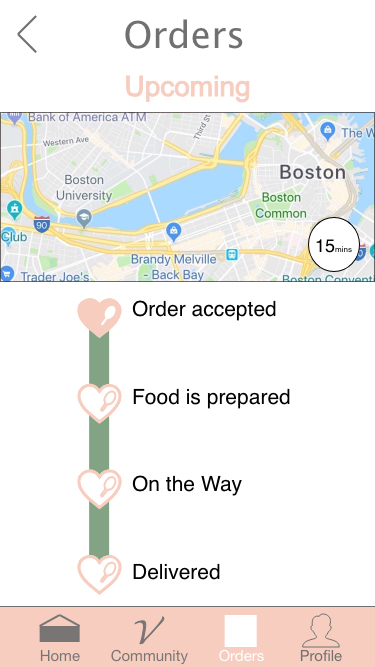 Orders
Upcoming
Bank of America ATM
Third St
Western Ave
The W
Boston
Boston
University
Boston
Common
90
Club
15mins
Brandy Melville
- Back Bay
Trader Joe's
Boston Conventi
Order accepted
Food is prepared
On the Way
Delivered
Home
Community
Orders
Profile